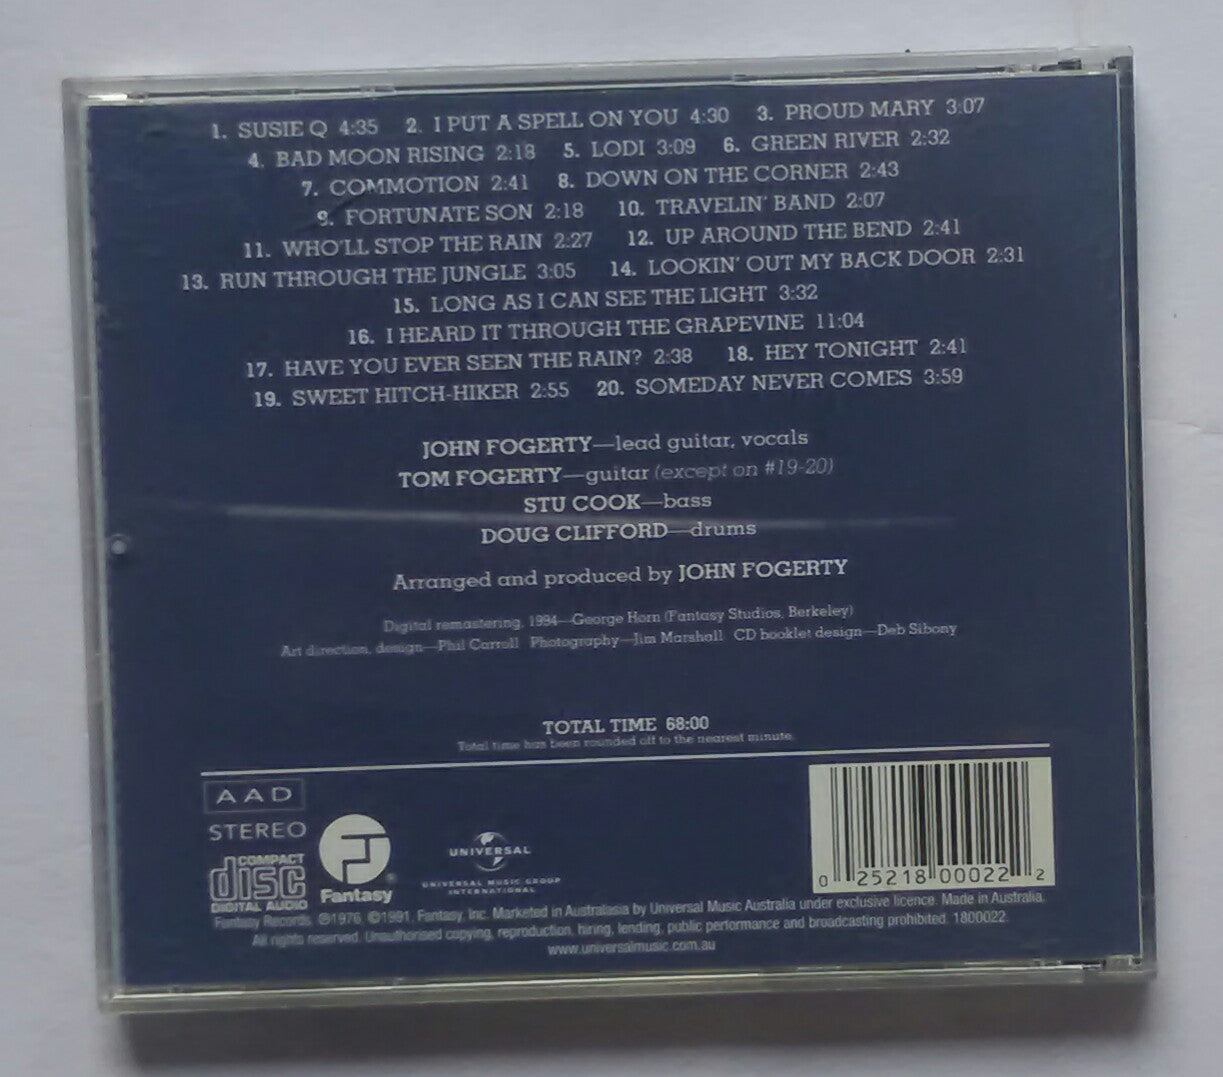 1. SUSIE Q 4:35 2. I PUT A SPELL ON YOU 4:30 3. PROUD MARY 3:07
4. BAD MOON RISING 2:18 5. LODI 3:09 6. GREEN RIVER 2:32
7. COMMOTION 2:41 8. DOWN ON THE CORNER 2:43
9. FORTUNATE SON 2:18 10. TRAVELIN' BAND 2:07
11. WHO'LL STOP THE RAIN 2:27 12. UP AROUND THE BEND 2:41
13. RUN THROUGH THE JUNGLE 3:05 14. LOOKIN' OUT MY BACK DOOR 2:31
15. LONG AS I CAN SEE THE LIGHT 3:32
16. I HEARD IT THROUGH THE GRAPEVINE 11:04
17. HAVE YOU EVER SEEN THE RAIN? 2:38 18. HEY TONIGHT 2:41
19. SWEET HITCH-HIKER 2:55 20. SOMEDAY NEVER COMES 3:59
JOHN FOGERTY—lead guitar, vocals
TOM FOGERTY—guitar (except on #19-20)
STU COOK—bass
DOUG CLIFFORD—drums
Arranged and produced by JOHN FOGERTY
Digital remastering, 1994—George Horn (Fantasy Studios, Berkeley)
Art direction, design—Phil Carroll Photography—Jim Marshall CD booklet design—Deb Sibony
TOTAL TIME 68:00
Total time has been rounded off to the nearest minute.
AAD
STEREO
COMPACT
disc
DIGITAL AUDIO
Fantasy®
UNIVERSAL
UNIVERSAL MUSIC GROUP
INTERNATIONAL
0 25218 00022 2
Fantasy Records. ℗1976 ©1991, Fantasy, Inc. Marketed in Australasia by Universal Music Australia under exclusive licence. Made in Australia.
All rights reserved. Unauthorised copying, reproduction, hiring, lending, public performance and broadcasting prohibited. 1800022.
www.universalmusic.com.au